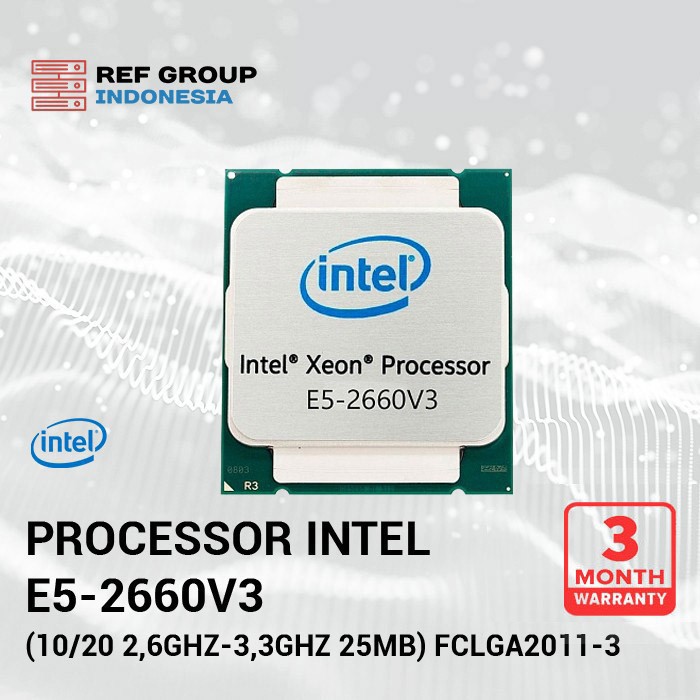 REF GROUP
INDONESIA
intel
Intel® Xeon® Processor
E5-2660V3
R3
intel
PROCESSOR INTEL
E5-2660V3
(10/20 2,6GHZ-3,3GHZ 25MB) FCLGA2011-3
3
MONTH
WARRANTY